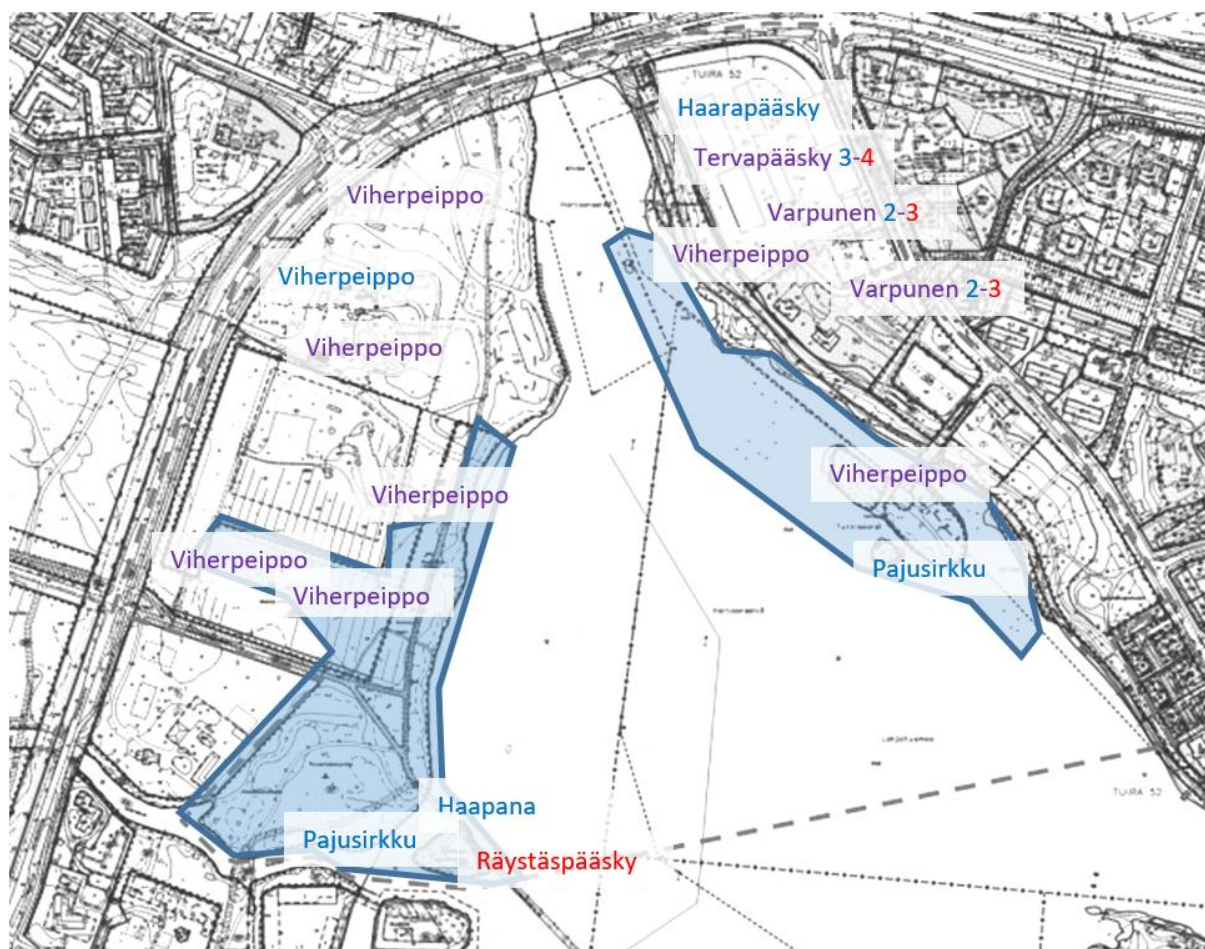 TUIRA 52
Haarapääsky
Tervapääsky 3-4
Viherpeippo
Varpunen 2-3
Viherpeippo
Viherpeippo
Varpunen 2-3
Viherpeippo
Viherpeippo
Viherpeippo
Viherpeippo
Pajusirkku
Viherpeippo
TUIRA 52
Haapana
Pajusirkku
Räystäspääsky